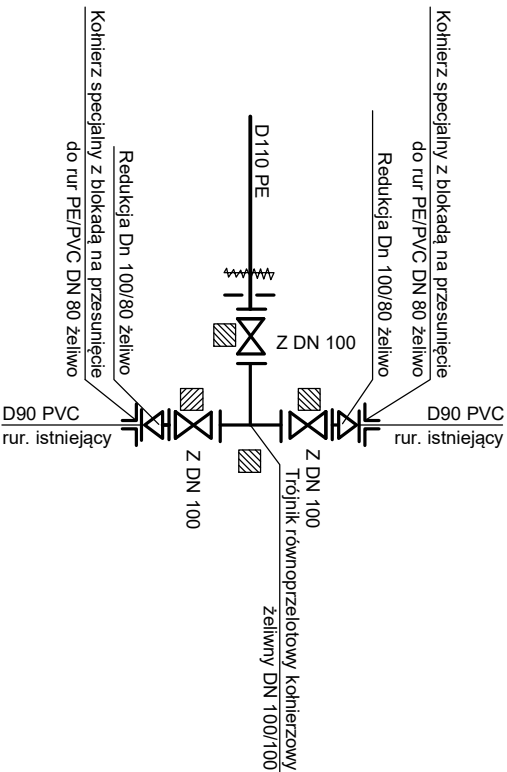 Kołnierz specjalny z blokadą na przesunięcie
do rur PE/PVC DN 80 żeliwo
Redukcja Dn 100/80 żeliwo
D110 PE
Redukcja Dn 100/80 żeliwo
Kołnierz specjalny z blokadą na przesunięcie
do rur PE/PVC DN 80 żeliwo
Z DN 100
D90 PVC
rur. istniejący
D90 PVC
rur. istniejący
Z DN 100
Z DN 100
Trójnik równoprzelotowy kołnierzowy
żeliwny DN 100/100